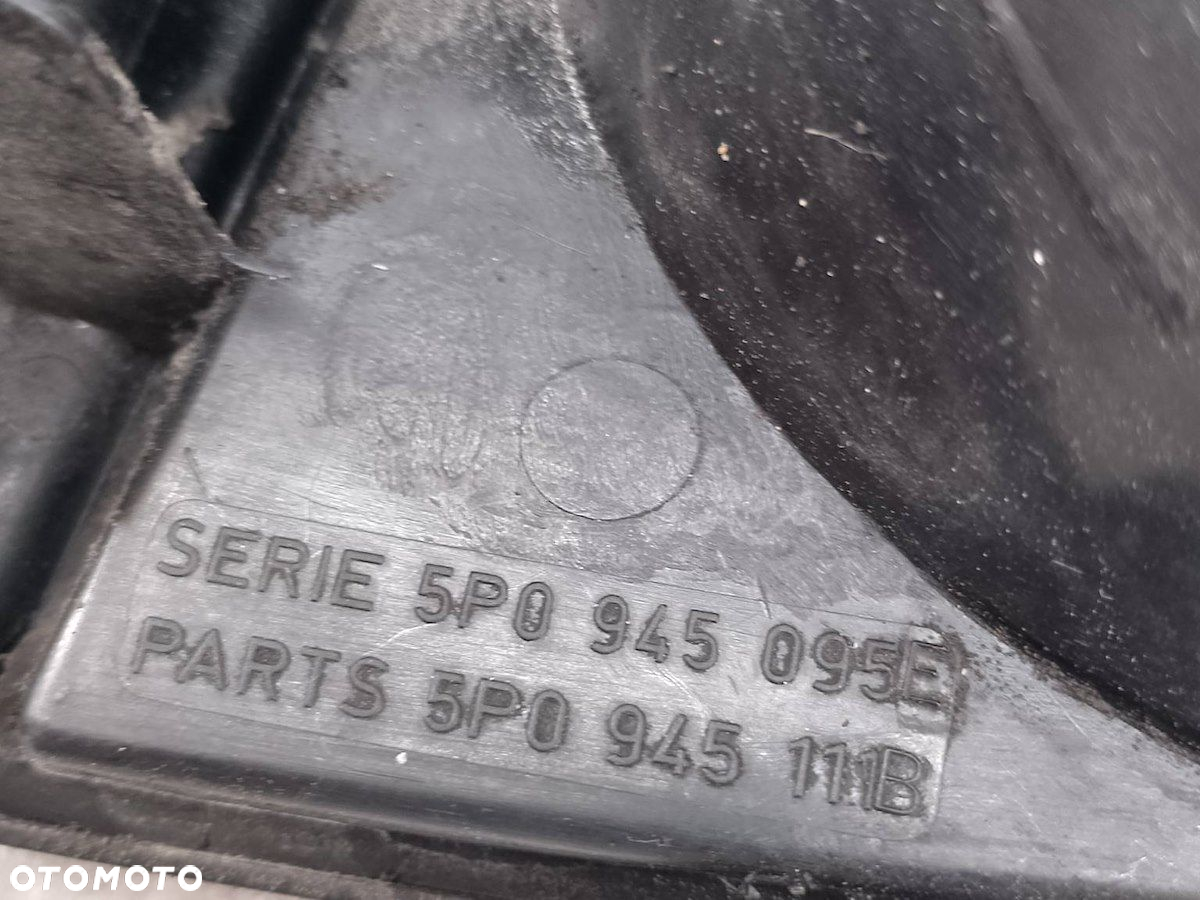 SERIE 5P0 945 095E
PARTS 5P0 945 111B
OTOMOTO